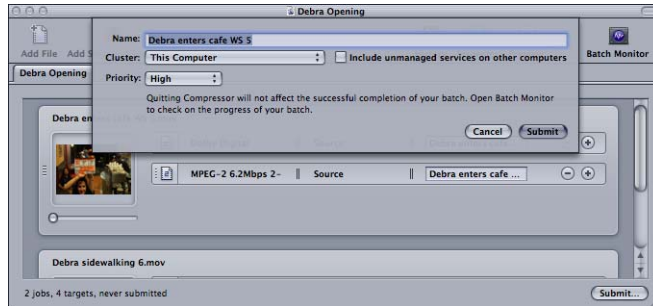 Debra Opening
Add File Add S
Name: Debra enters cafe WS 5
Cluster: This Computer Include unmanaged services on other computers
Batch Monitor
Debra Opening
Priority: High
Quitting Compressor will not affect the successful completion of your batch. Open Batch Monitor
to check on the progress of your batch.
Cancel Submit
Debra en
MPEG-2 6.2Mbps 2- Source Debra enters cafe ...
Debra sidewalking 6.mov
2 jobs, 4 targets, never submitted Submit...